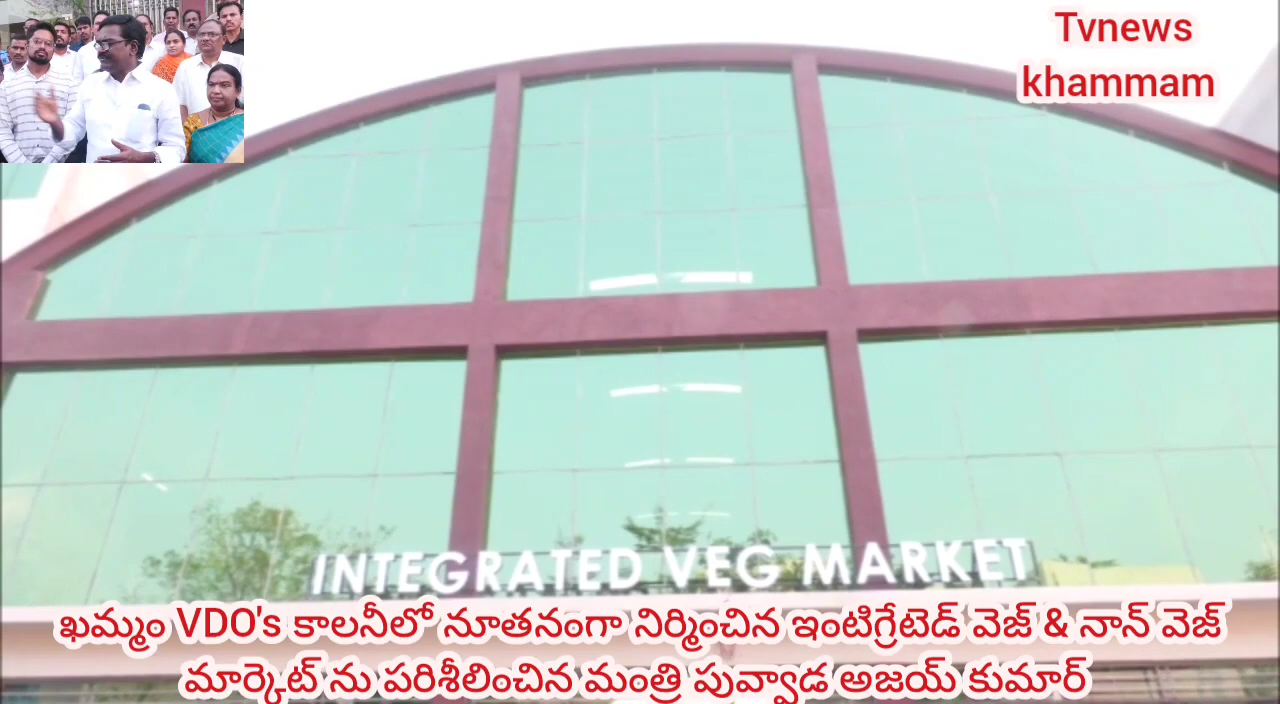 Tvnews
khammam
INTEGRATED VEG MARKET
ఖమ్మం VDO's కాలనీలో నూతనంగా నిర్మించిన ఇంటిగ్రేటెడ్ వెజ్ & నాన్ వెజ్
మార్కెట్ ను పరిశీలించిన మంత్రి పువ్వాడ అజయ్ కుమార్